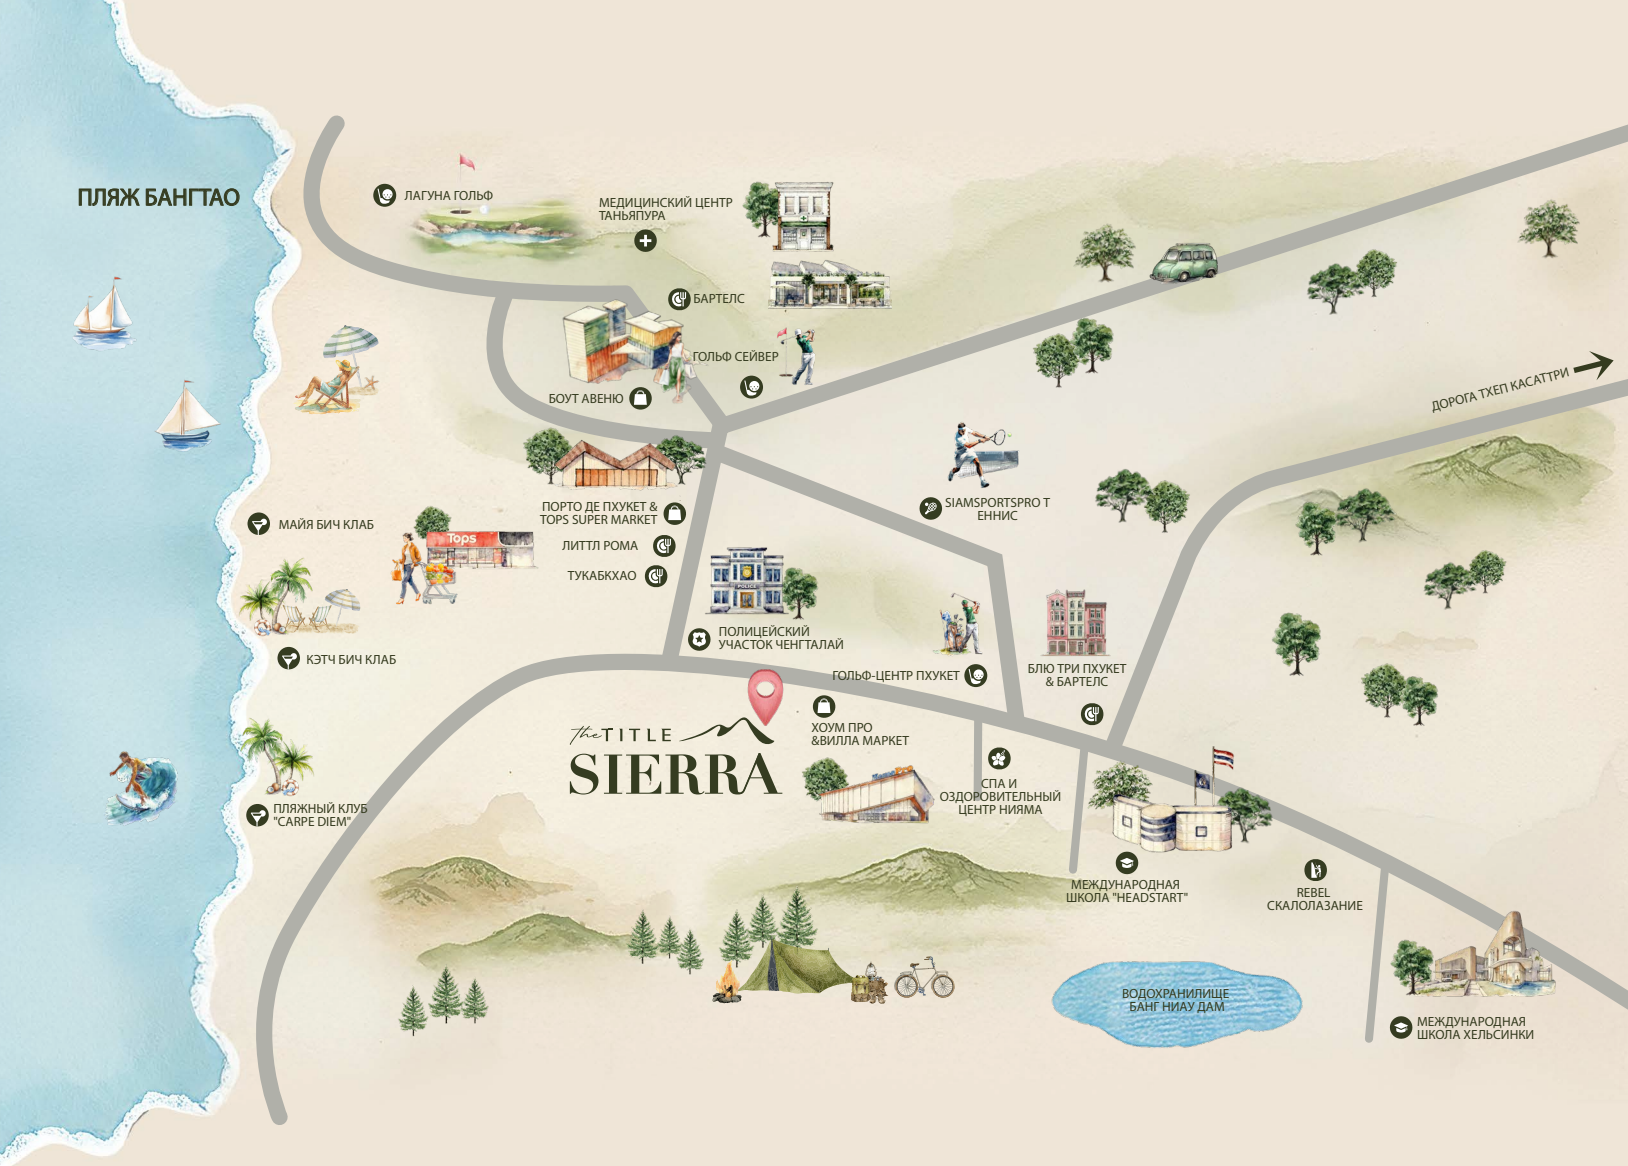 ПЛЯЖ БАНГТАО
ЛАГУНА ГОЛЬФ
МЕДИЦИНСКИЙ ЦЕНТР
ТАНЬЯПУРА
БАРТЕЛС
ГОЛЬФ СЕЙВЕР
БОУТ АВЕНЮ
ДОРОГА ТХЕП КАСАТТРИ
ПОРТО ДЕ ПХУКЕТ &
TOPS SUPER MARKET
SIAMSPORTSPRO Т
ЕННИС
МАЙЯ БИЧ КЛАБ
Tops
ЛИТТЛ РОМА
ТУКАБКХАО
POLICE
ПОЛИЦЕЙСКИЙ
УЧАСТОК ЧЕНГТАЛАЙ
КЭТЧ БИЧ КЛАБ
ГОЛЬФ-ЦЕНТР ПХУКЕТ
БЛЮ ТРИ ПХУКЕТ
& БАРТЕЛС
the TITLE
SIERRA
ХОУМ ПРО
&ВИЛЛА МАРКЕТ
СПА И
ОЗДОРОВИТЕЛЬНЫЙ
ЦЕНТР НИЯМА
ПЛЯЖНЫЙ КЛУБ
"CARPE DIEM"
МЕЖДУНАРОДНАЯ
ШКОЛА "HEADSTART"
REBEL
СКАЛОЛАЗАНИЕ
ВОДОХРАНИЛИЩЕ
БАНГ НИАУ ДАМ
МЕЖДУНАРОДНАЯ
ШКОЛА ХЕЛЬСИНКИ